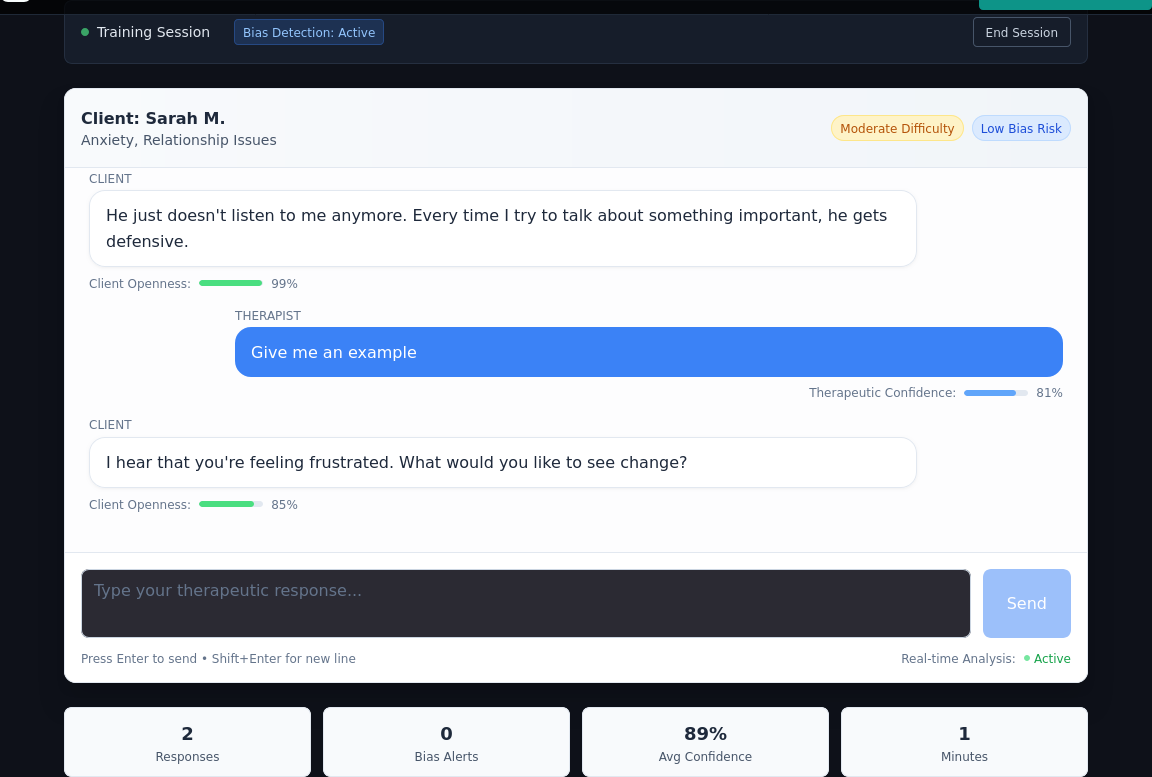 Training Session
Bias Detection: Active
End Session
Client: Sarah M.
Anxiety, Relationship Issues
Moderate Difficulty
Low Bias Risk
CLIENT
He just doesn't listen to me anymore. Every time I try to talk about something important, he gets
defensive.
Client Openness: 99%
THERAPIST
Give me an example
Therapeutic Confidence: 81%
CLIENT
I hear that you're feeling frustrated. What would you like to see change?
Client Openness: 85%
Type your therapeutic response...
Send
Press Enter to send • Shift+Enter for new line
Real-time Analysis: Active
2
Responses
0
Bias Alerts
89%
Avg Confidence
1
Minutes